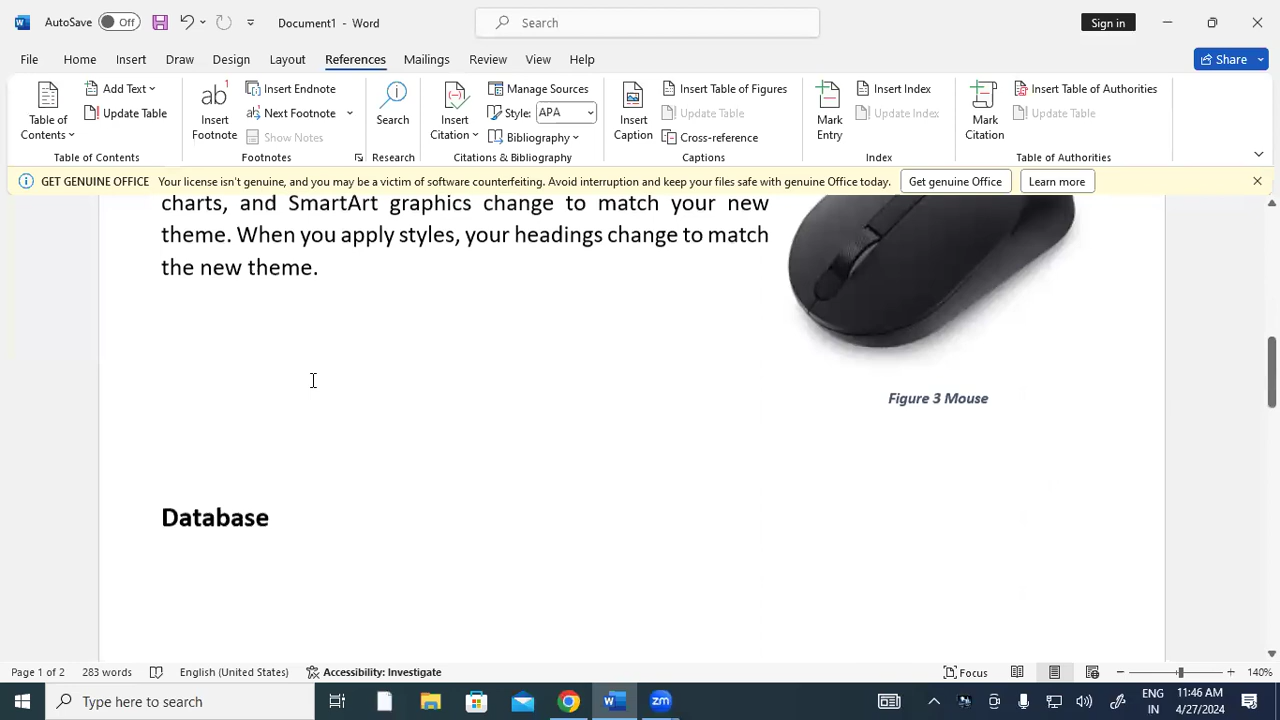 AutoSave Off Document1 - Word Search Sign in
File Home Insert Draw Design Layout References Mailings Review View Help Share
Table of Contents Add Text Update Table Table of Contents
ab Insert Footnote Insert Endnote Next Footnote Show Notes Footnotes
Search Research
Insert Citation Manage Sources Style: APA Bibliography Citations & Bibliography
Insert Caption Insert Table of Figures Update Table Cross-reference Captions
Mark Entry Insert Index Update Index Index
Mark Citation Insert Table of Authorities Update Table Table of Authorities
GET GENUINE OFFICE Your license isn't genuine, and you may be a victim of software counterfeiting. Avoid interruption and keep your files safe with genuine Office today. Get genuine Office Learn more
charts, and SmartArt graphics change to match your new
theme. When you apply styles, your headings change to match
the new theme.
Figure 3 Mouse
Database
Page 1 of 2 283 words English (United States) Accessibility: Investigate Focus 140%
Type here to search W zm ENG 11:46 AM
IN 4/27/2024